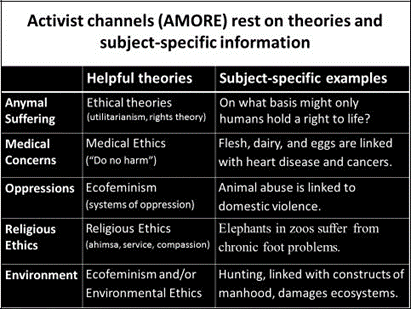 Activist channels (AMORE) rest on theories and
subject-specific information
Helpful theories
Subject-specific examples
Anymal
Suffering
Ethical theories
(utilitarianism, rights theory)
On what basis might only
humans hold a right to life?
Medical
Concerns
Medical Ethics
("Do no harm")
Flesh, dairy, and eggs are linked
with heart disease and cancers.
Oppressions
Ecofeminism
(systems of oppression)
Animal abuse is linked to
domestic violence.
Religious
Ethics
Religious Ethics
(ahimsa, service, compassion)
Elephants in zoos suffer from
chronic foot problems.
Environment
Ecofeminism and/or
Environmental Ethics
Hunting, linked with constructs of
manhood, damages ecosystems.